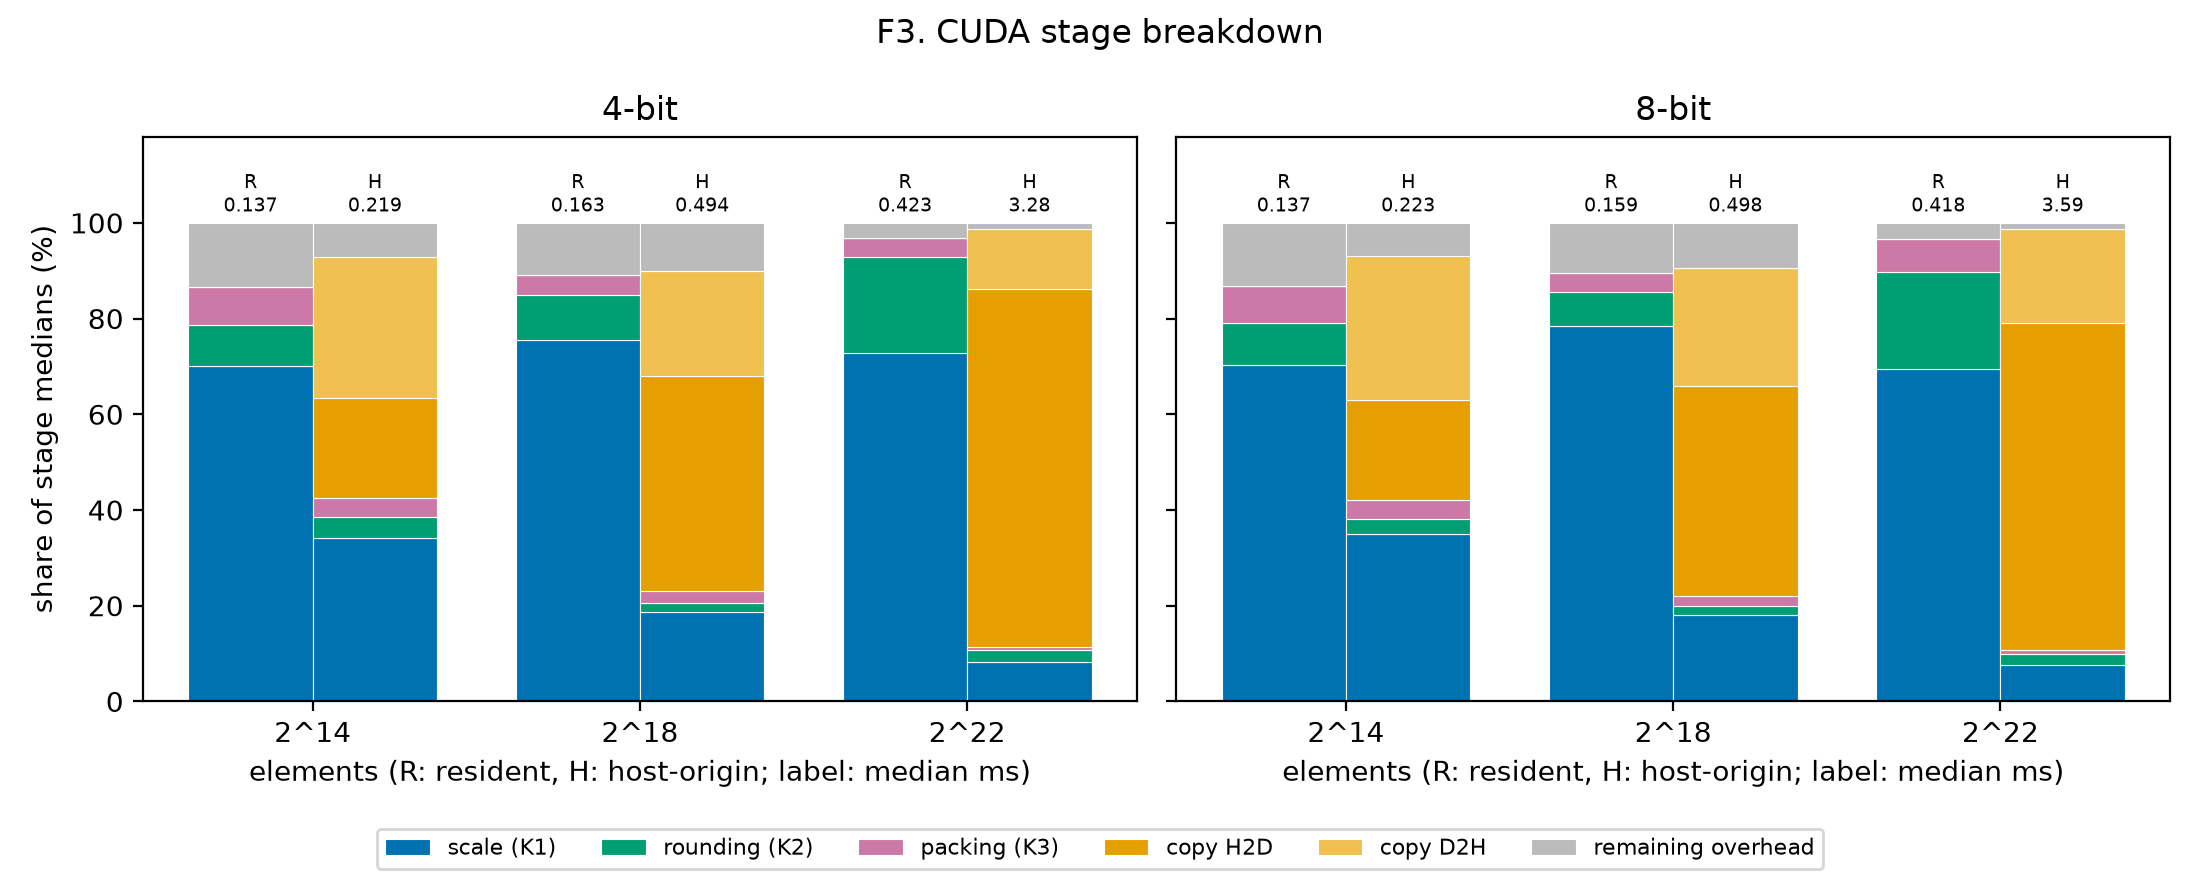 F3. CUDA stage breakdown
4-bit
8-bit
share of stage medians (%)
100
80
60
40
20
0
R H R H R H
0.137 0.219 0.163 0.494 0.423 3.28
R H R H R H
0.137 0.223 0.159 0.498 0.418 3.59
2^14 2^18 2^22
2^14 2^18 2^22
elements (R: resident, H: host-origin; label: median ms)
elements (R: resident, H: host-origin; label: median ms)
scale (K1) rounding (K2) packing (K3) copy H2D copy D2H remaining overhead